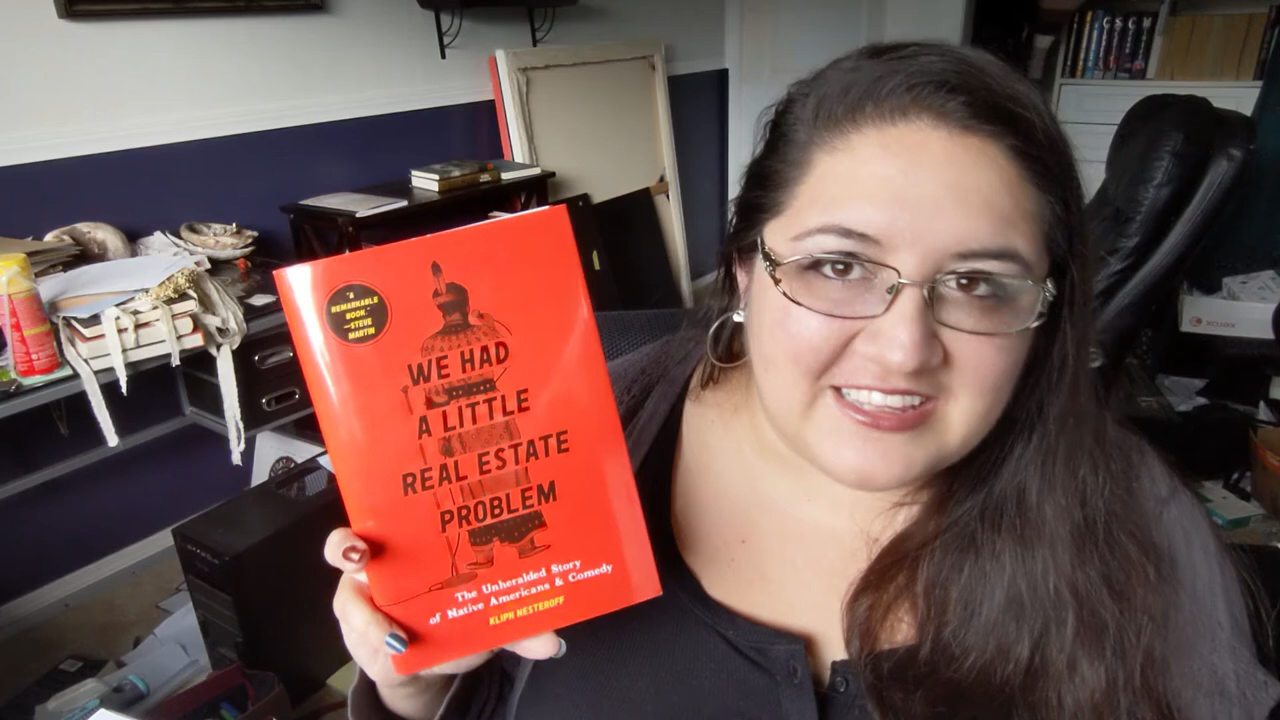 "A
REMARKABLE
BOOK."
—STEVE
MARTIN
WE HAD
A LITTLE
REAL ESTATE
PROBLEM
The Unheralded Story
of Native Americans & Comedy
KLIPH NESTEROFF
xerox